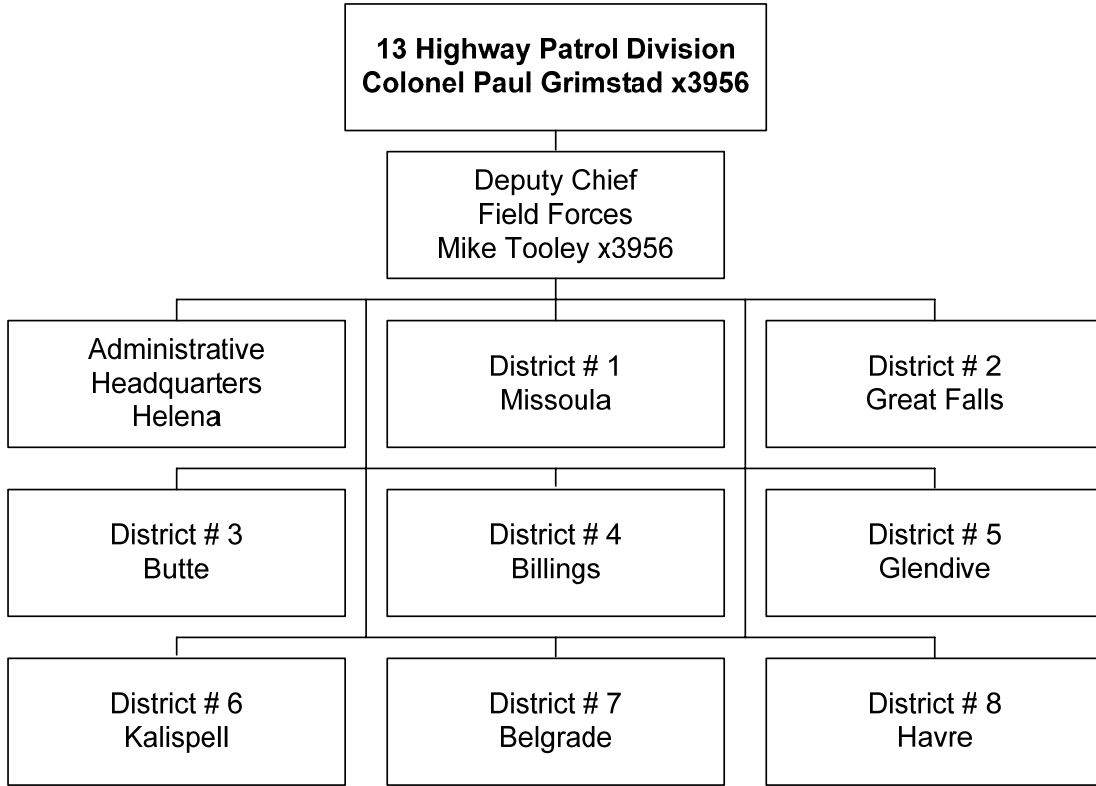 13 Highway Patrol Division
Colonel Paul Grimstad x3956
Deputy Chief
Field Forces
Mike Tooley x3956
Administrative
Headquarters
Helena
District # 1
Missoula
District # 2
Great Falls
District # 3
Butte
District # 4
Billings
District # 5
Glendive
District # 6
Kalispell
District # 7
Belgrade
District # 8
Havre